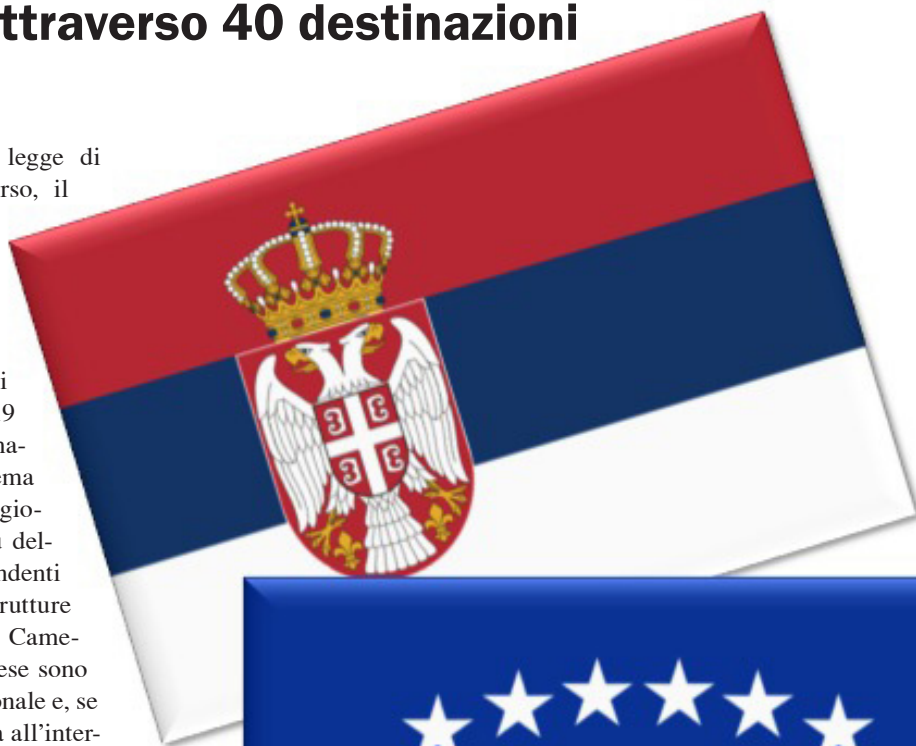 ttraverso 40 destinazioni
legge di
rso, il
i
9
na-
ema
gio-
del-
ndenti
rutture
Came-
ese sono
nale e, se
all'inter-